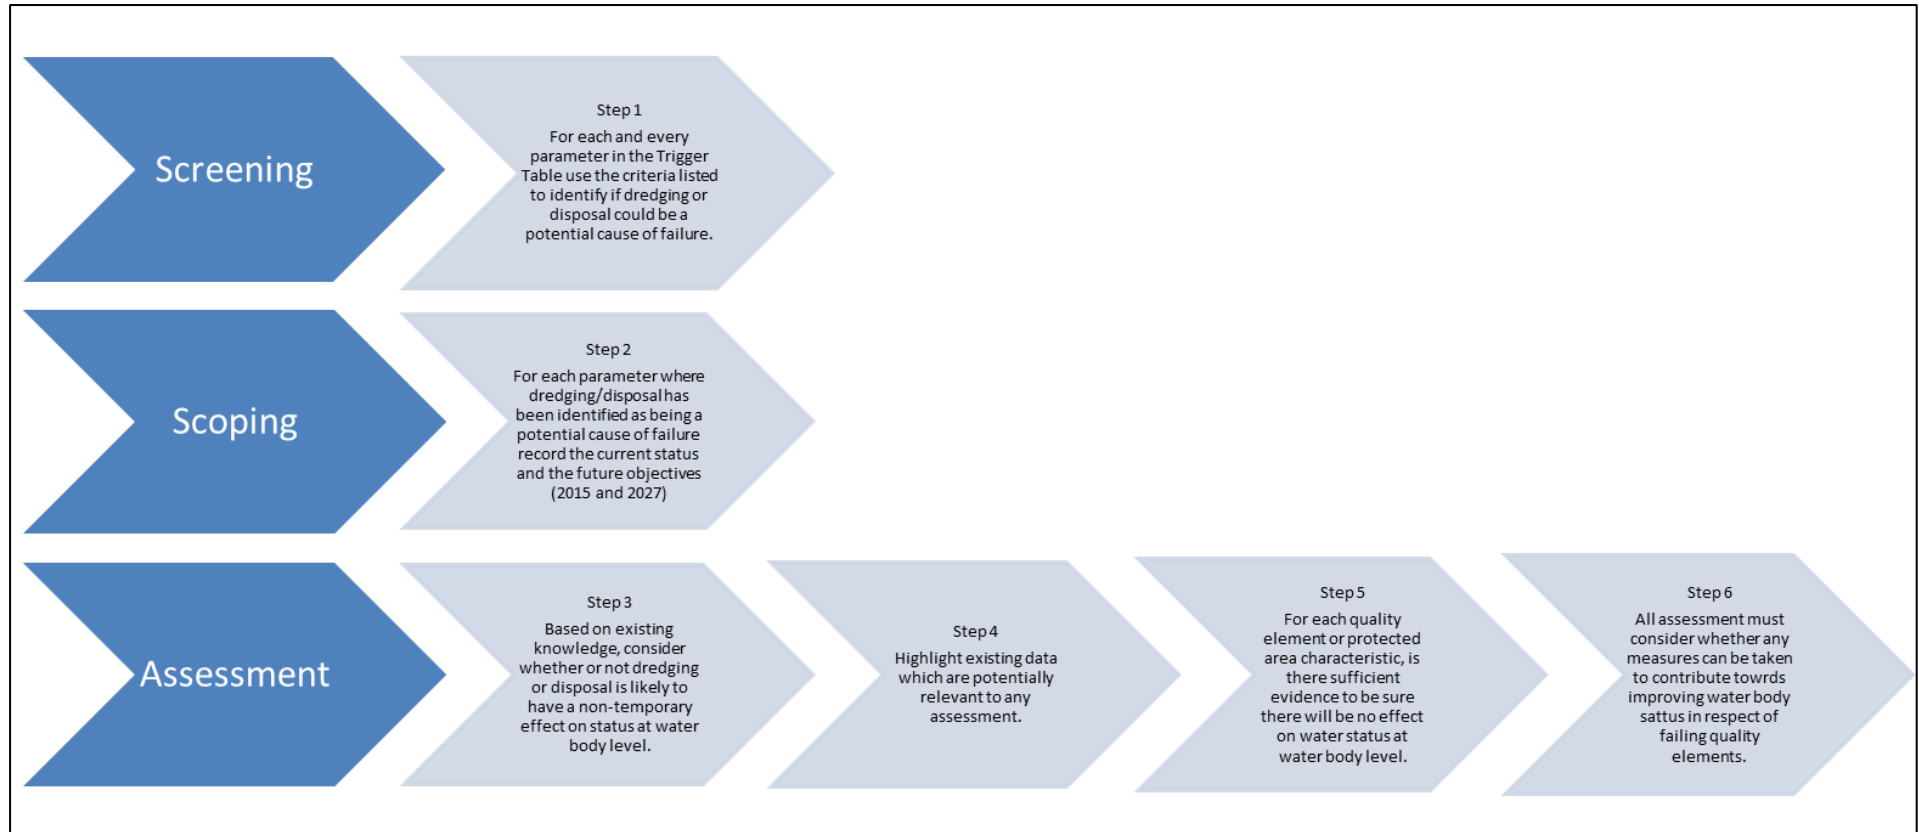 Screening
Step 1
For each and every
parameter in the Trigger
Table use the criteria listed
to identify if dredging or
disposal could be a
potential cause of failure.
Scoping
Step 2
For each parameter where
dredging/disposal has
been identified as being a
potential cause of failure
record the current status
and the future objectives
(2015 and 2027)
Assessment
Step 3
Based on existing
knowledge, consider
whether or not dredging
or disposal is likely to
have a non-temporary
effect on status at water
body level.
Step 4
Highlight existing data
which are potentially
relevant to any
assessment.
Step 5
For each quality
element or protected
area characteristic, is
there sufficient
evidence to be sure
there will be no effect
on water status at
water body level.
Step 6
All assessment must
consider whether any
measures can be taken
to contribute towrds
improving water body
sattus in respect of
failing quality
elements.